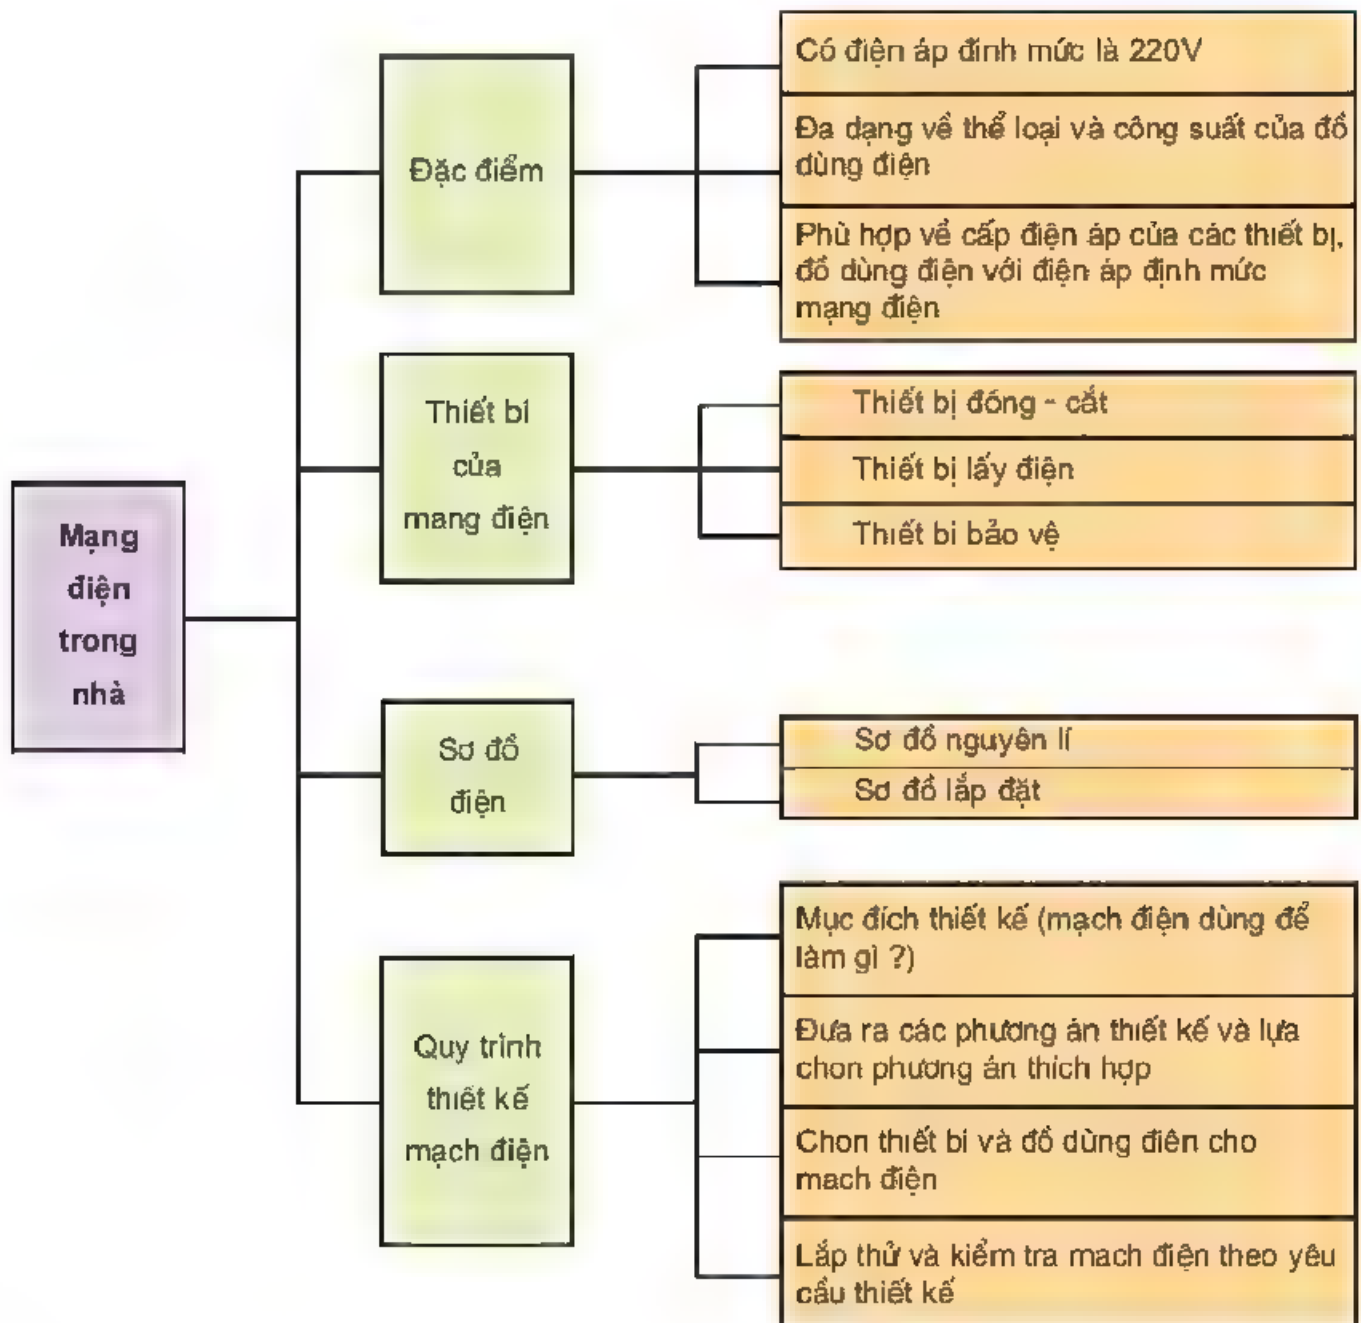 Mạng
điện
trong
nhà
Đặc điểm
Có điện áp định mức là 220V
Đa dạng về thể loại và công suất của đồ
dùng điện
Phù hợp về cấp điện áp của các thiết bị,
đồ dùng điện với điện áp định mức
mạng điện
Thiết bị
của
mạng điện
Thiết bị đóng - cắt
Thiết bị lấy điện
Thiết bị bảo vệ
Sơ đồ
điện
Sơ đồ nguyên lí
Sơ đồ lắp đặt
Quy trình
thiết kế
mạch điện
Mục đích thiết kế (mạch điện dùng để
làm gì ?)
Đưa ra các phương án thiết kế và lựa
chọn phương án thích hợp
Chọn thiết bị và đồ dùng điện cho
mạch điện
Lắp thử và kiểm tra mạch điện theo yêu
cầu thiết kế